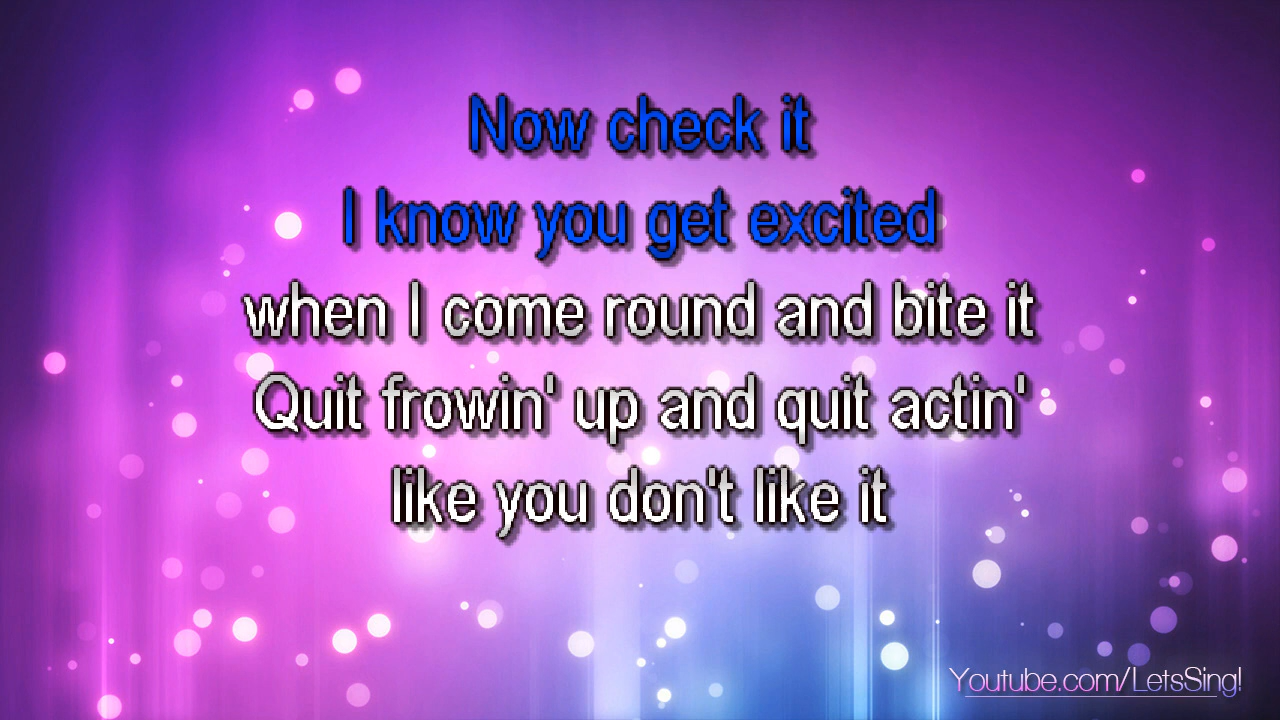 Now check it
I know you get excited
when I come round and bite it
Quit frowin' up and quit actin'
like you don't like it
Youtube.com/LetsSing!